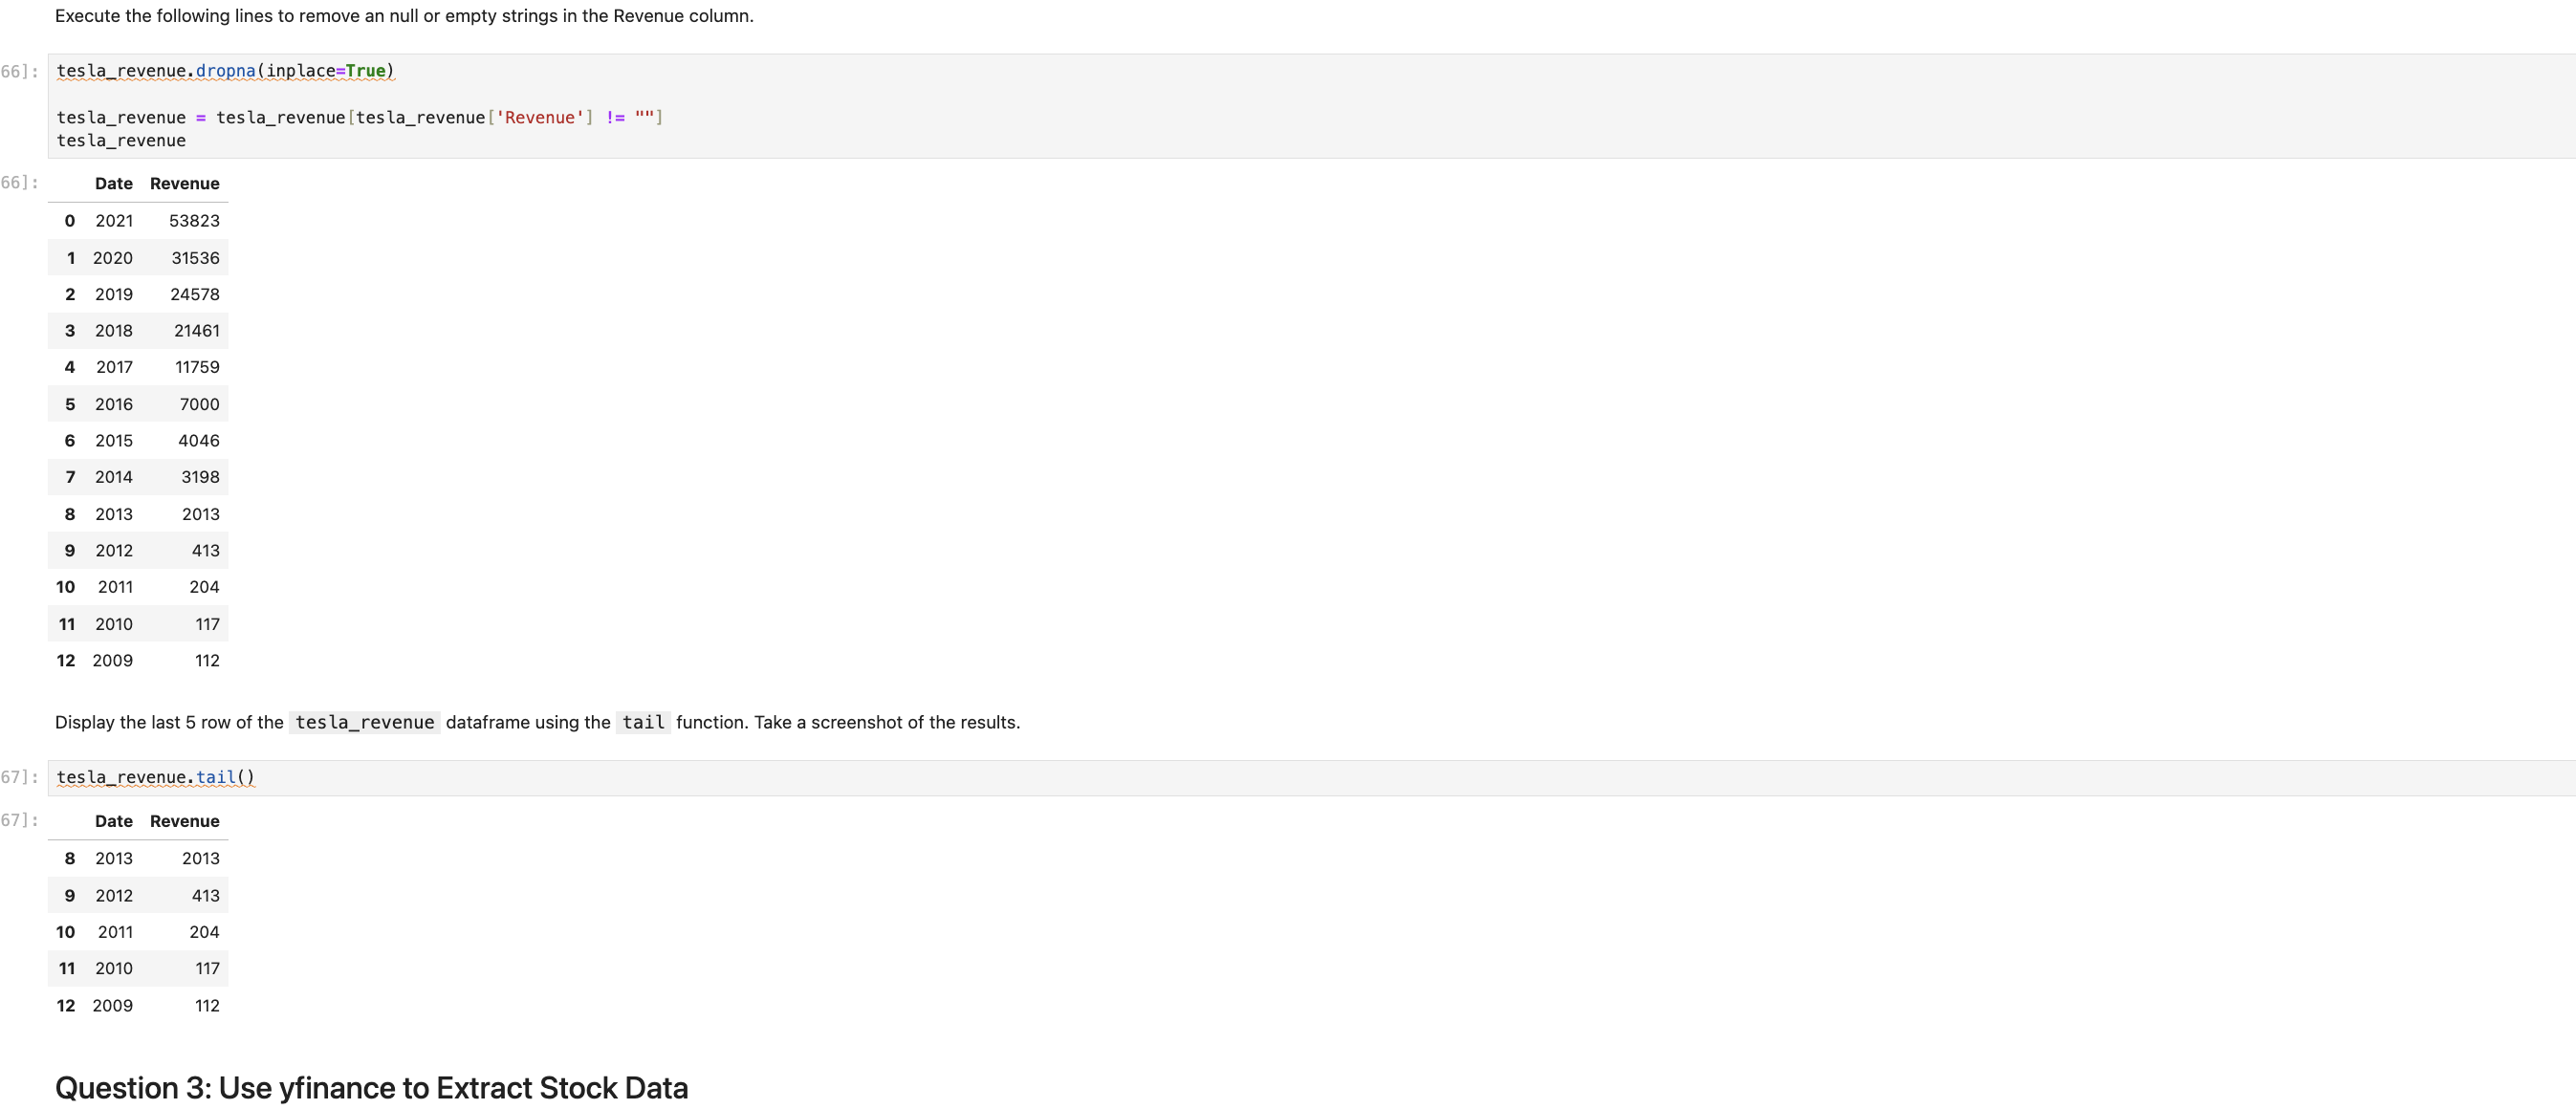 Execute the following lines to remove an null or empty strings in the Revenue column.
66]: tesla_revenue.dropna(inplace=True)
tesla_revenue = tesla_revenue[tesla_revenue['Revenue'] != ""]
tesla_revenue
66]: Date Revenue
0 2021 53823
1 2020 31536
2 2019 24578
3 2018 21461
4 2017 11759
5 2016 7000
6 2015 4046
7 2014 3198
8 2013 2013
9 2012 413
10 2011 204
11 2010 117
12 2009 112
Display the last 5 row of the tesla_revenue dataframe using the tail function. Take a screenshot of the results.
67]: tesla_revenue.tail()
67]: Date Revenue
8 2013 2013
9 2012 413
10 2011 204
11 2010 117
12 2009 112
Question 3: Use yfinance to Extract Stock Data